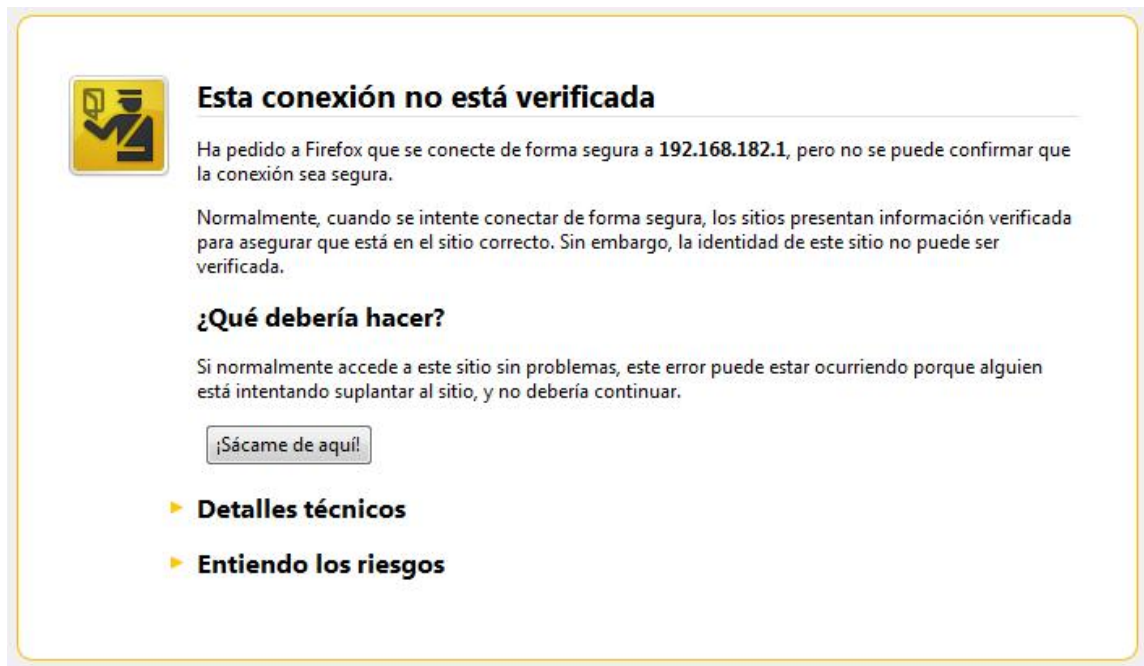 Esta conexión no está verificada
Ha pedido a Firefox que se conecte de forma segura a 192.168.182.1, pero no se puede confirmar que
la conexión sea segura.
Normalmente, cuando se intente conectar de forma segura, los sitios presentan información verificada
para asegurar que está en el sitio correcto. Sin embargo, la identidad de este sitio no puede ser
verificada.
¿Qué debería hacer?
Si normalmente accede a este sitio sin problemas, este error puede estar ocurriendo porque alguien
está intentando suplantar al sitio, y no debería continuar.
¡Sácame de aquí!
Detalles técnicos
Entiendo los riesgos